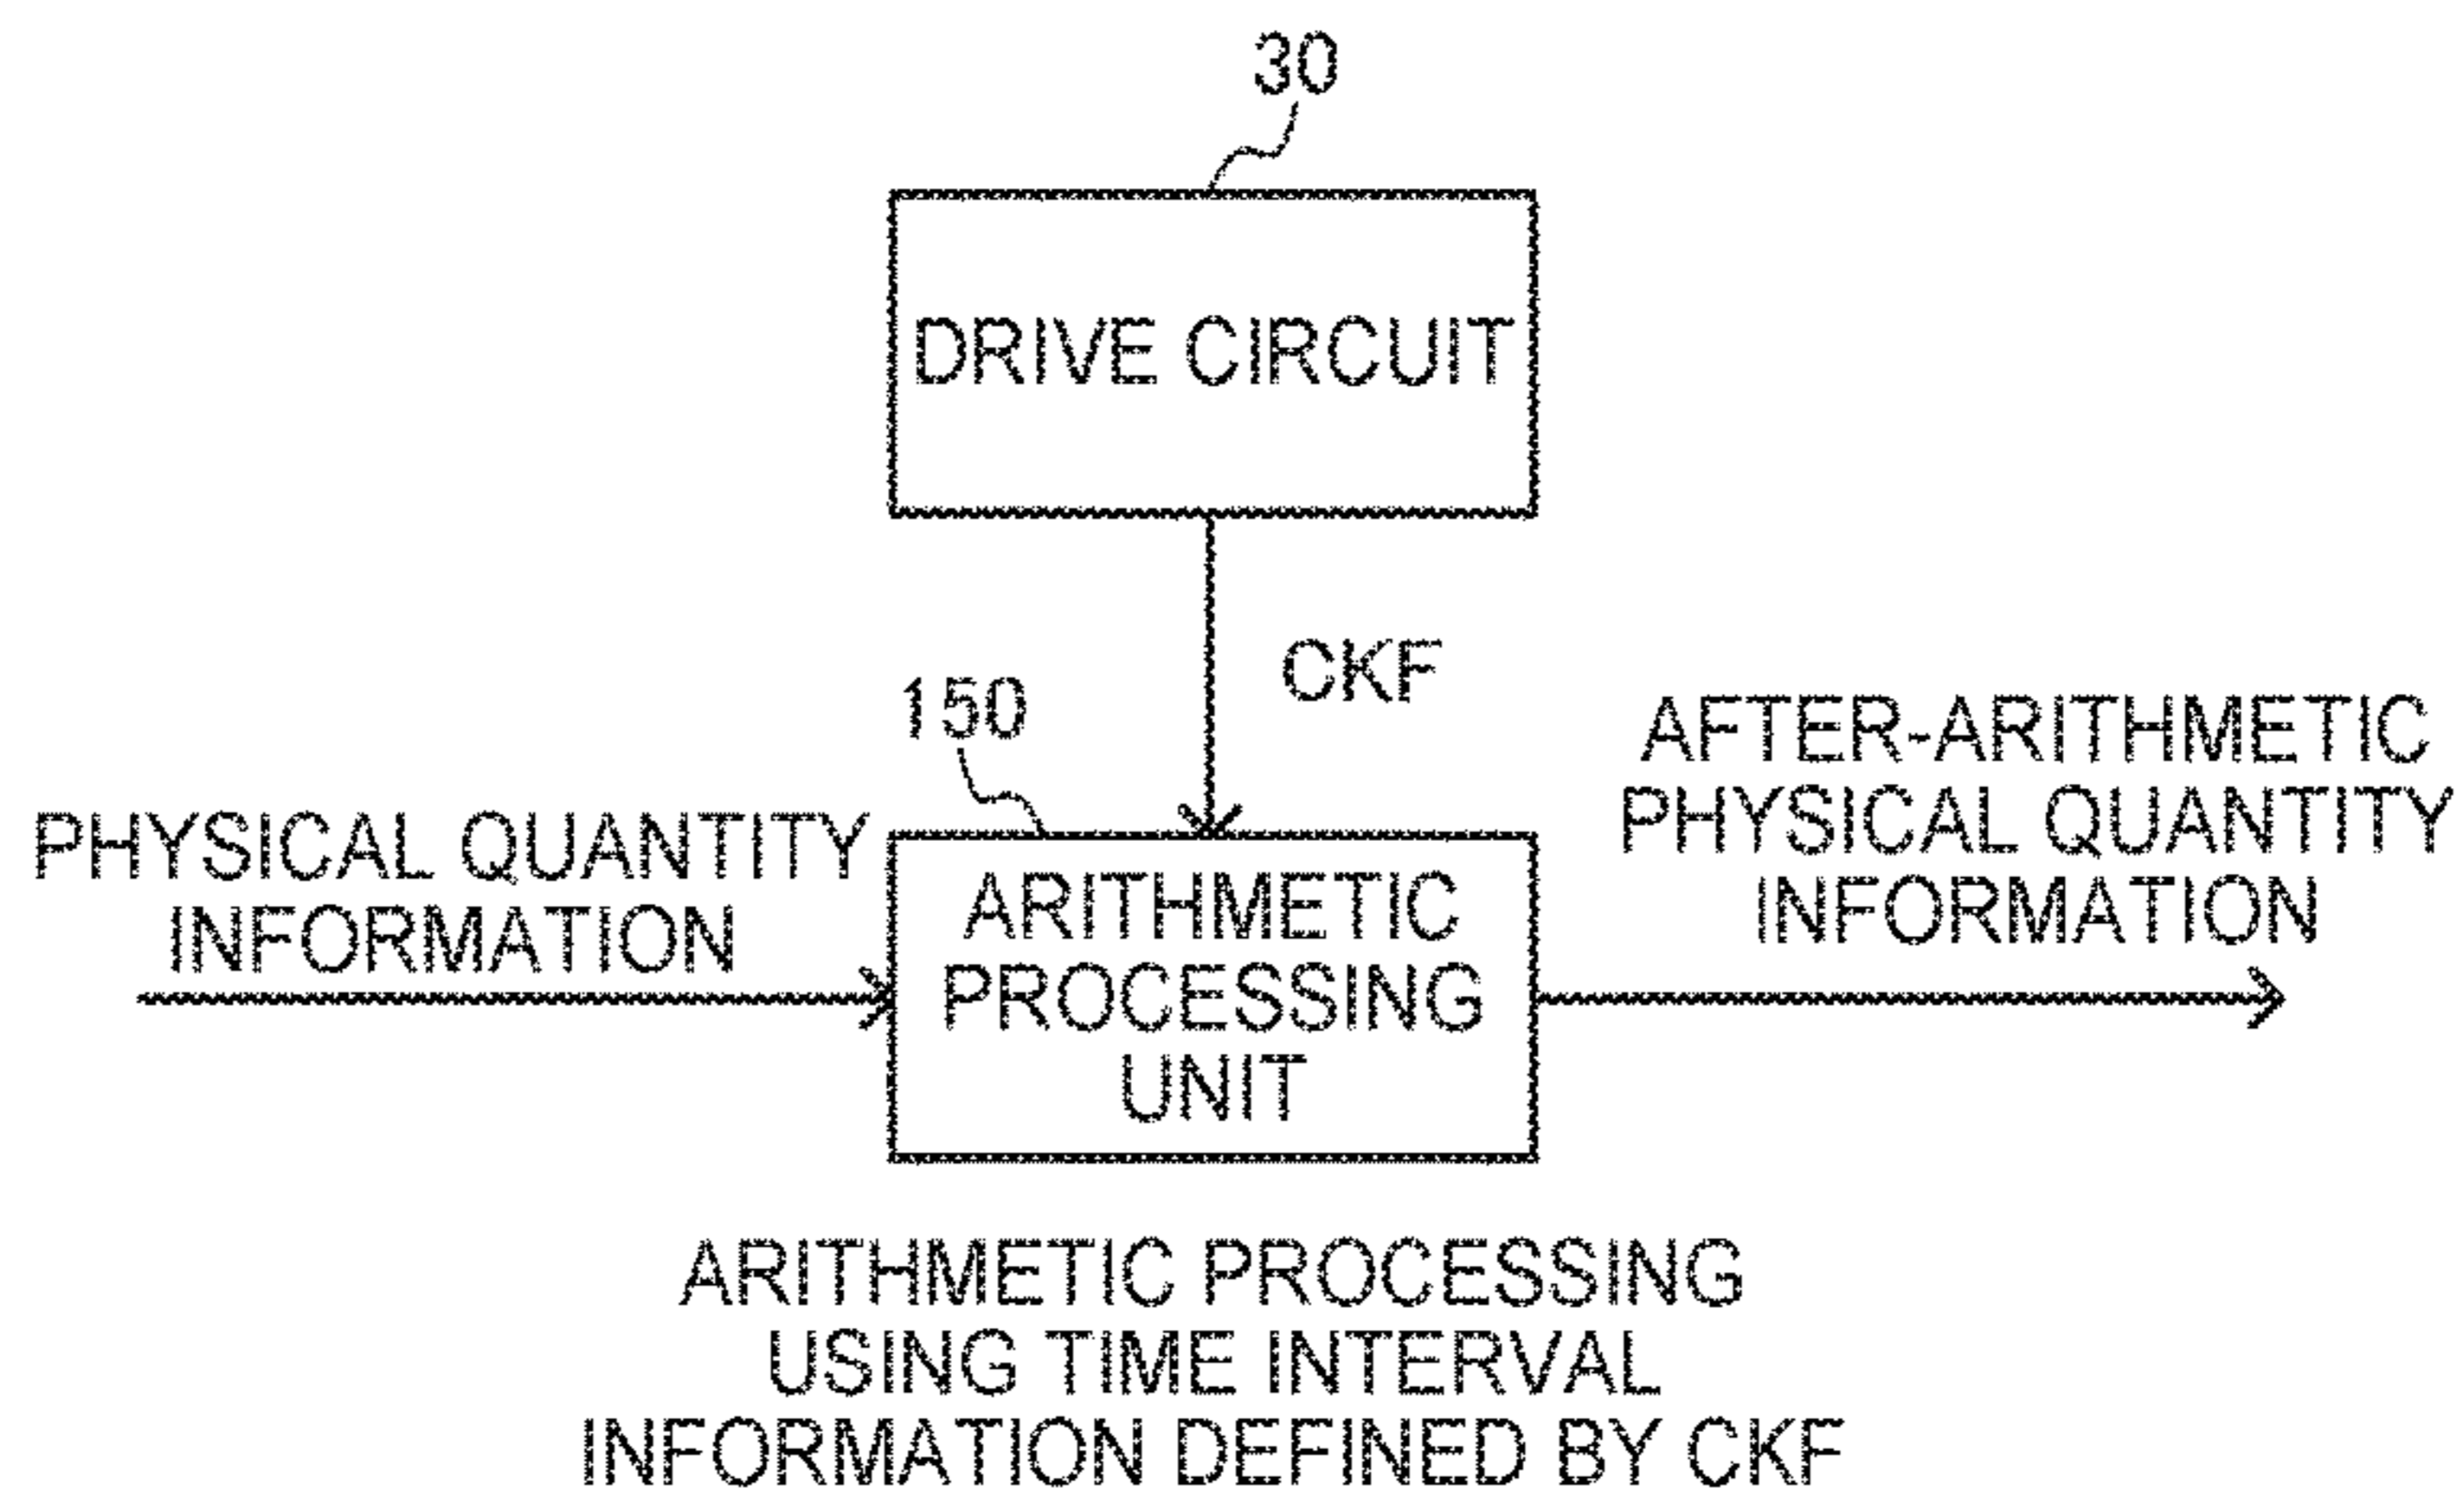 30
DRIVE CIRCUIT
CKF
150
PHYSICAL QUANTITY
INFORMATION
ARITHMETIC
PROCESSING
UNIT
AFTER-ARITHMETIC
PHYSICAL QUANTITY
INFORMATION
ARITHMETIC PROCESSING
USING TIME INTERVAL
INFORMATION DEFINED BY CKF